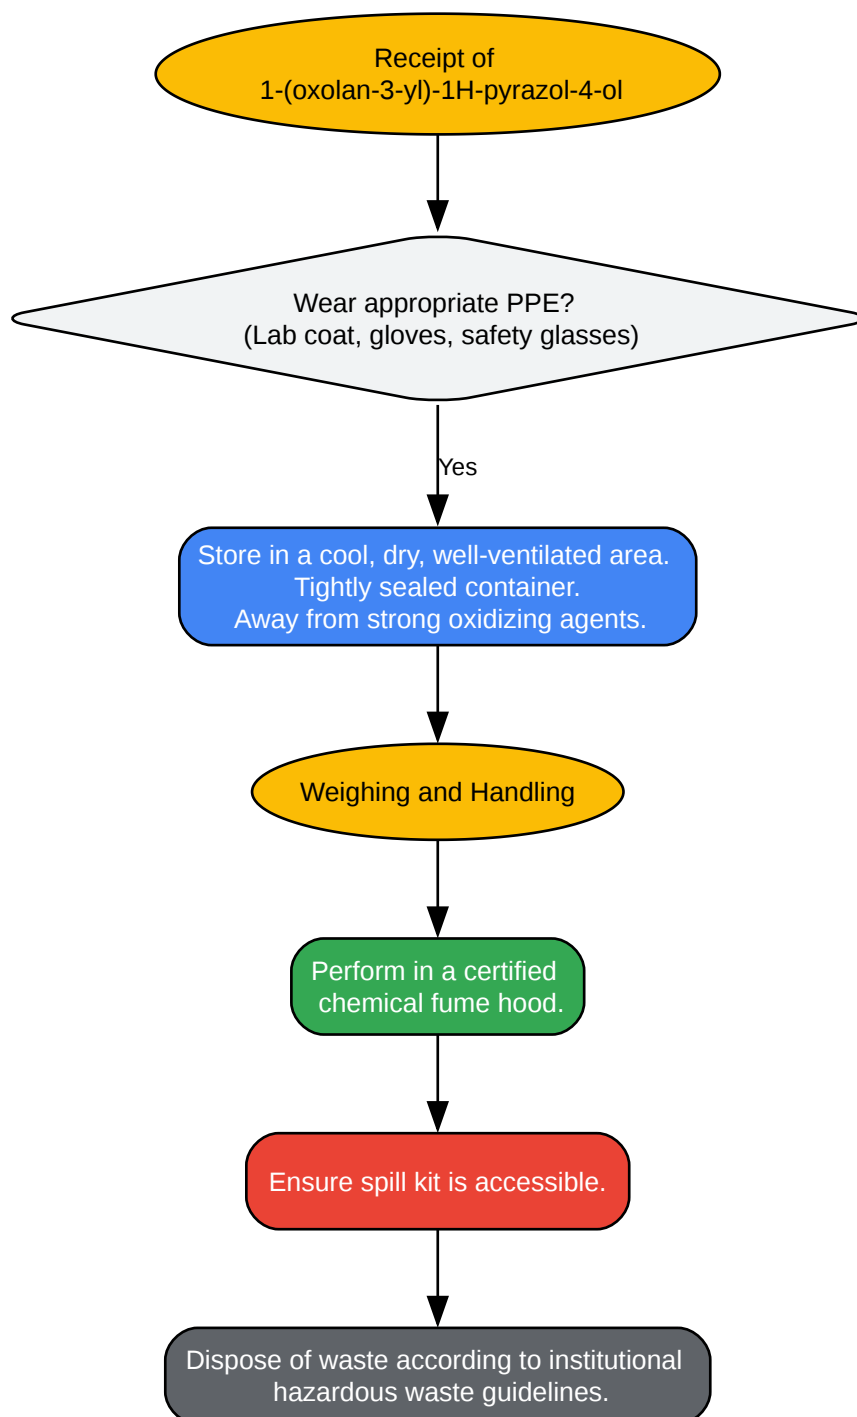 Receipt of
1-(oxolan-3-yl)-1H-pyrazol-4-ol
Wear appropriate PPE?
(Lab coat, gloves, safety glasses)
Yes
Store in a cool, dry, well-ventilated area.
Tightly sealed container.
Away from strong oxidizing agents.
Weighing and Handling
Perform in a certified
chemical fume hood.
Ensure spill kit is accessible.
Dispose of waste according to institutional
hazardous waste guidelines.